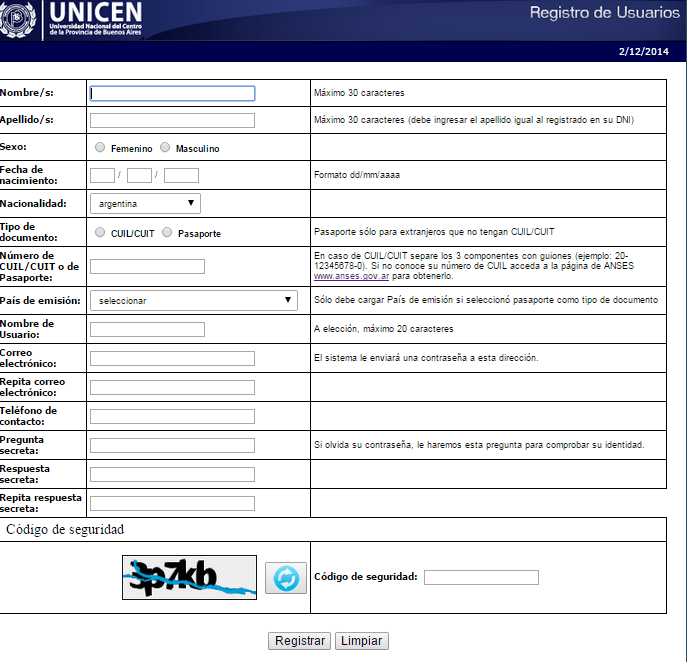 UNICEN
Universidad Nacional del Centro
de la Provincia de Buenos Aires
Registro de Usuarios
2/12/2014
Nombre/s:
Máximo 30 caracteres
Apellido/s:
Máximo 30 caracteres (debe ingresar el apellido igual al registrado en su DNI)
Sexo:
Femenino Masculino
Fecha de
nacimiento:
/ /
Formato dd/mm/aaaa
Nacionalidad:
argentina
Tipo de
documento:
CUIL/CUIT Pasaporte
Pasaporte sólo para extranjeros que no tengan CUIL/CUIT
Número de
CUIL/CUIT o de
Pasaporte:
En caso de CUIL/CUIT separe los 3 componentes con guiones (ejemplo: 20-
12345678-0). Si no conoce su número de CUIL acceda a la página de ANSES
www.anses.gov.ar para obtenerlo.
País de emisión:
seleccionar
Sólo debe cargar País de emisión si seleccionó pasaporte como tipo de documento
Nombre de
Usuario:
A elección, máximo 20 caracteres
Correo
electrónico:
El sistema le enviará una contraseña a esta dirección.
Repita correo
electrónico:
Teléfono de
contacto:
Pregunta
secreta:
Si olvida su contraseña, le haremos esta pregunta para comprobar su identidad.
Respuesta
secreta:
Repita respuesta
secreta:
Código de seguridad
3p7kb
Código de seguridad:
Registrar Limpiar